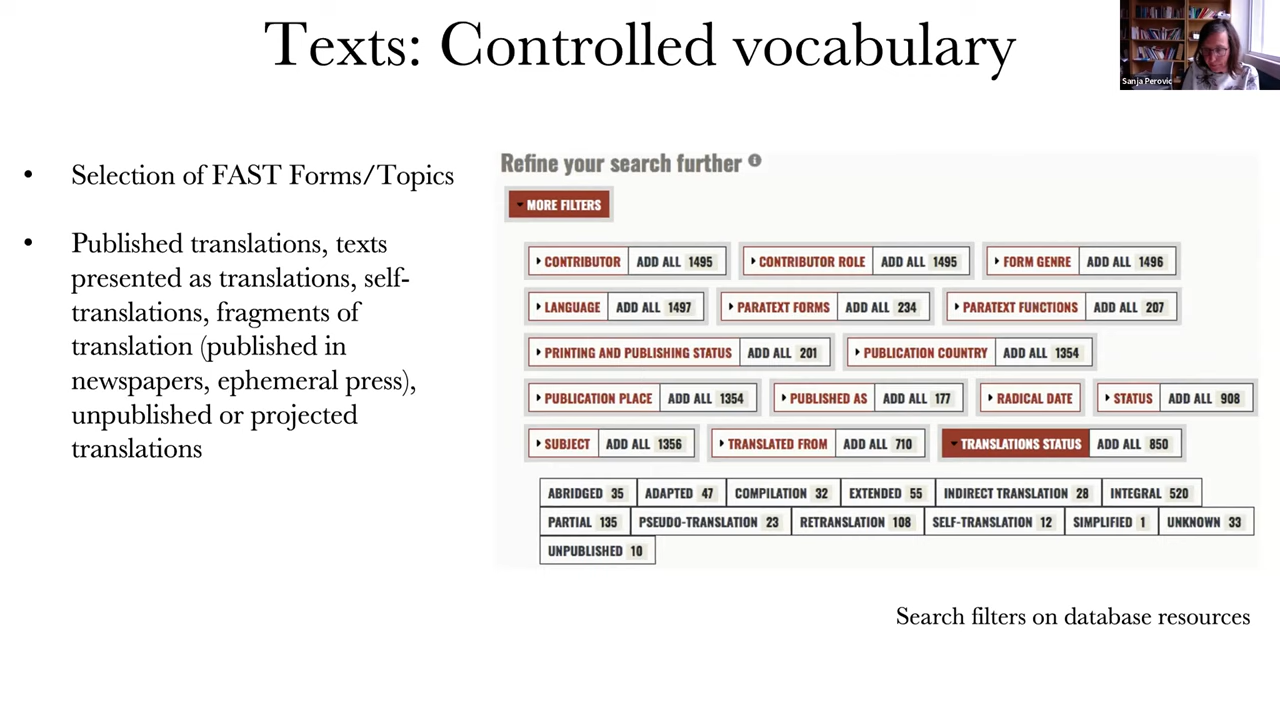 Texts: Controlled vocabulary
Sanja Perovic
• Selection of FAST Forms/Topics
• Published translations, texts
presented as translations, self-
translations, fragments of
translation (published in
newspapers, ephemeral press),
unpublished or projected
translations
Refine your search further
MORE FILTERS
CONTRIBUTOR ADD ALL 1495 CONTRIBUTOR ROLE ADD ALL 1495 FORM GENRE ADD ALL 1496
LANGUAGE ADD ALL 1497 PARATEXT FORMS ADD ALL 234 PARATEXT FUNCTIONS ADD ALL 207
PRINTING AND PUBLISHING STATUS ADD ALL 201 PUBLICATION COUNTRY ADD ALL 1354
PUBLICATION PLACE ADD ALL 1354 PUBLISHED AS ADD ALL 177 RADICAL DATE STATUS ADD ALL 908
SUBJECT ADD ALL 1356 TRANSLATED FROM ADD ALL 710 TRANSLATIONS STATUS ADD ALL 850
ABRIDGED 35 ADAPTED 47 COMPILATION 32 EXTENDED 55 INDIRECT TRANSLATION 28 INTEGRAL 520
PARTIAL 135 PSEUDO-TRANSLATION 23 RETRANSLATION 108 SELF-TRANSLATION 12 SIMPLIFIED 1 UNKNOWN 33
UNPUBLISHED 10
Search filters on database resources